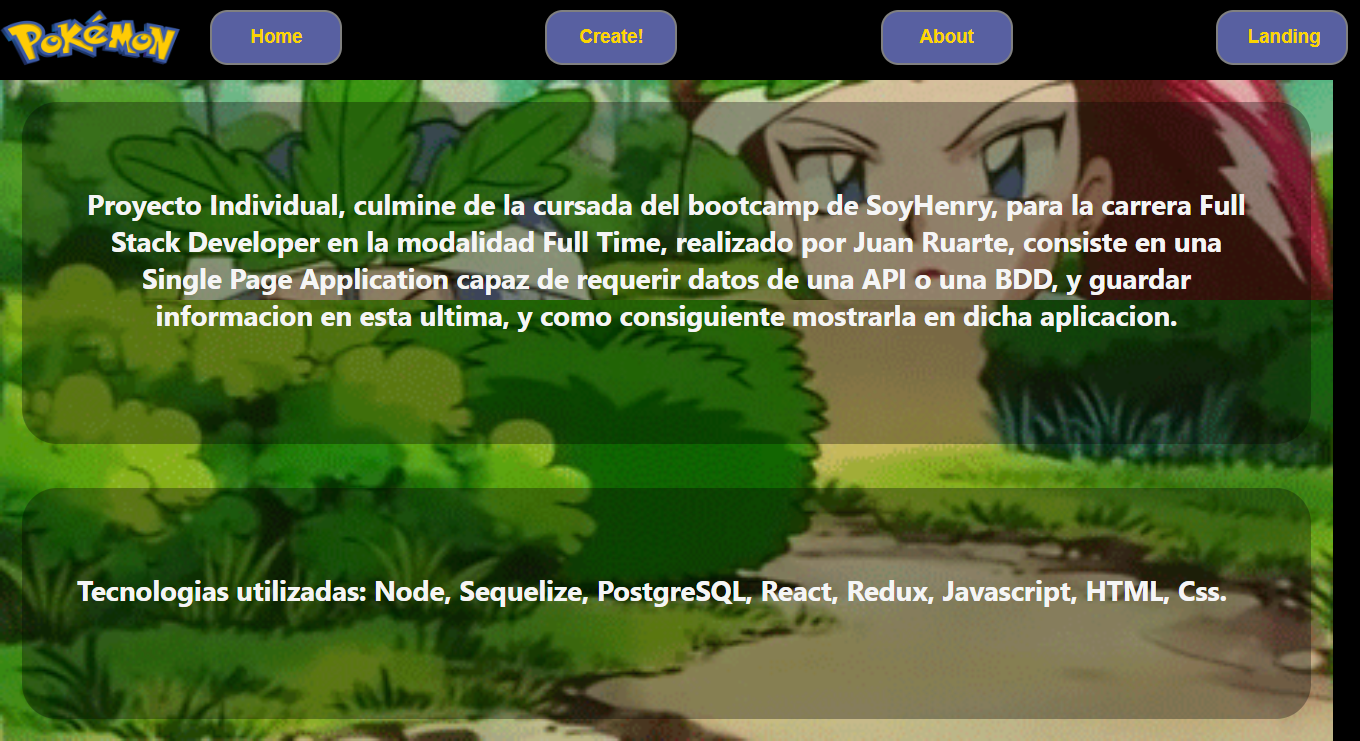 POKÉMON
Home
Create!
About
Landing
Proyecto Individual, culmine de la cursada del bootcamp de SoyHenry, para la carrera Full
Stack Developer en la modalidad Full Time, realizado por Juan Ruarte, consiste en una
Single Page Application capaz de requerir datos de una API o una BDD, y guardar
informacion en esta ultima, y como consiguiente mostrarla en dicha aplicacion.
Tecnologias utilizadas: Node, Sequelize, PostgreSQL, React, Redux, Javascript, HTML, Css.